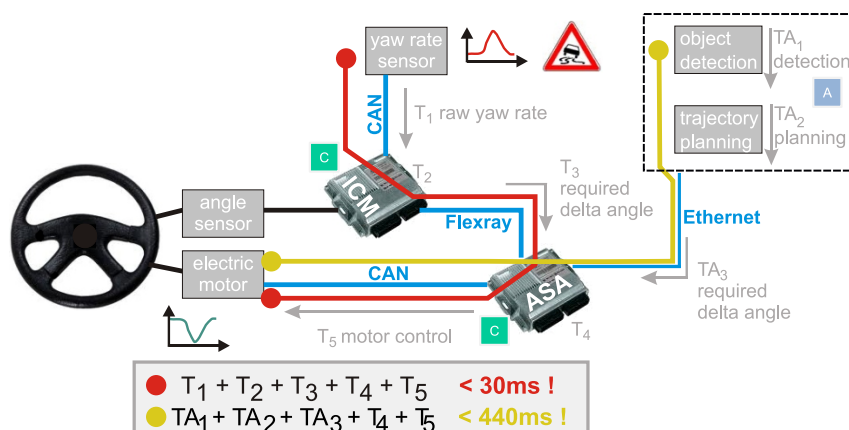 yaw rate
sensor
object
detection
TA1
detection
A
trajectory
planning
TA2
planning
CAN
T1 raw yaw rate
C
T2
ICM
T3
required
delta angle
angle
sensor
Flexray
Ethernet
electric
motor
CAN
ASA
TA3
required
delta angle
T5 motor control
C
T4
T1 + T2 + T3 + T4 + T5 < 30ms !
TA1 + TA2 + TA3 + T4 + T5 < 440ms !